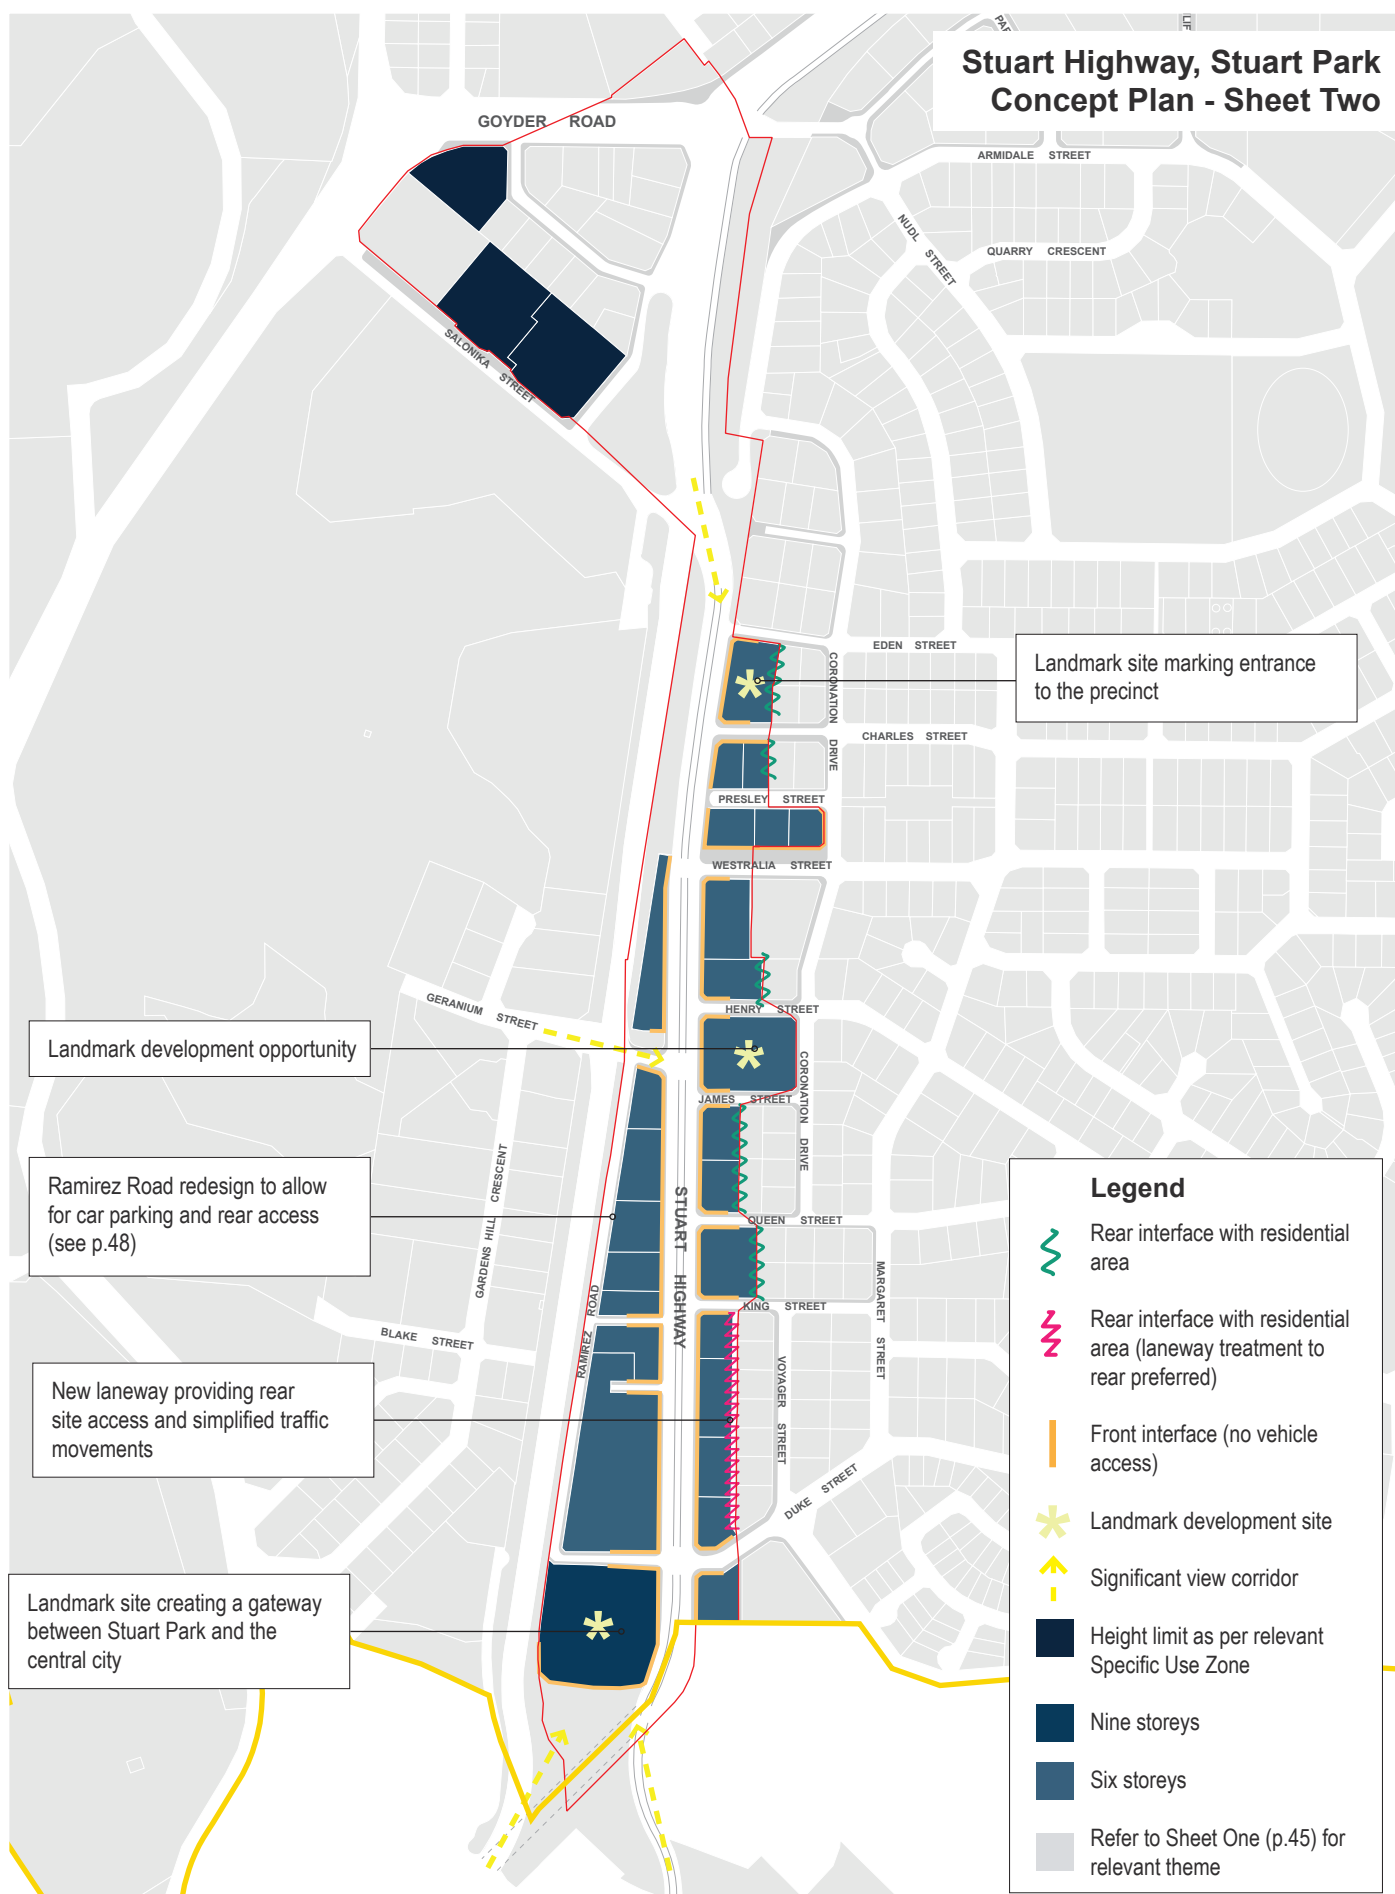 Stuart Highway, Stuart Park
Concept Plan - Sheet Two
GOYDER ROAD
ARMIDALE STREET
NUDL STREET
QUARRY CRESCENT
SALONIKA STREET
EDEN STREET
Landmark site marking entrance
to the precinct
CORONATION DRIVE
CHARLES STREET
PRESLEY STREET
WESTRALIA STREET
GERANIUM STREET
HENRY STREET
Landmark development opportunity
CORONATION DRIVE
JAMES STREET
Ramirez Road redesign to allow
for car parking and rear access
(see p.48)
GARDENS HILL CRESCENT
STUART HIGHWAY
QUEEN STREET
MARGARET STREET
KING STREET
RAMIREZ ROAD
BLAKE STREET
VOYAGER STREET
New laneway providing rear
site access and simplified traffic
movements
DUKE STREET
Landmark site creating a gateway
between Stuart Park and the
central city
Legend
Rear interface with residential
area
Rear interface with residential
area (laneway treatment to
rear preferred)
Front interface (no vehicle
access)
Landmark development site
Significant view corridor
Height limit as per relevant
Specific Use Zone
Nine storeys
Six storeys
Refer to Sheet One (p.45) for
relevant theme